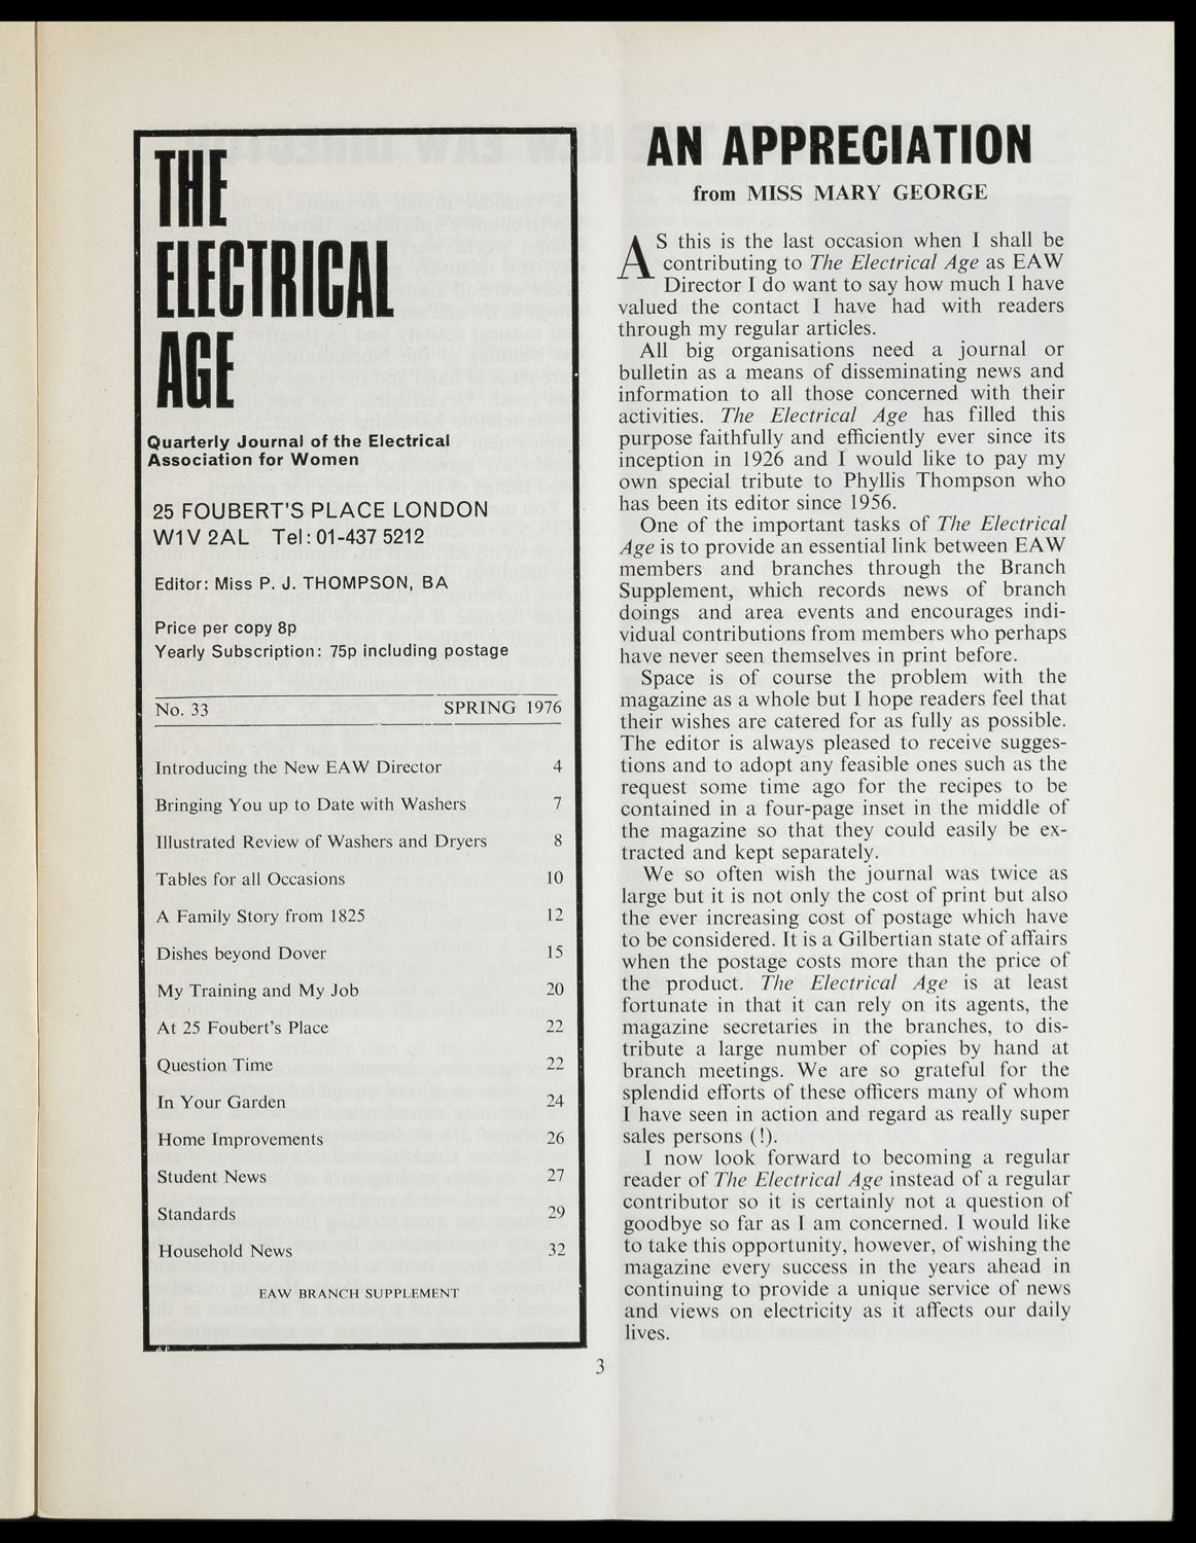 THE
ELECTRICAL
AGE
Quarterly Journal of the Electrical
Association for Women
25 FOUBERT'S PLACE LONDON
W1V 2AL Tel: 01-437 5212
Editor: Miss P. J. THOMPSON, BA
Price per copy 8p
Yearly Subscription: 75p including postage
No. 33 SPRING 1976
Introducing the New EAW Director 4
Bringing You up to Date with Washers 7
Illustrated Review of Washers and Dryers 8
Tables for all Occasions 10
A Family Story from 1825 12
Dishes beyond Dover 15
My Training and My Job 20
At 25 Foubert's Place 22
Question Time 22
In Your Garden 24
Home Improvements 26
Student News 27
Standards 29
Household News 32
EAW BRANCH SUPPLEMENT
AN APPRECIATION
from MISS MARY GEORGE
AS this is the last occasion when I shall be
contributing to The Electrical Age as EAW
Director I do want to say how much I have
valued the contact I have had with readers
through my regular articles.
All big organisations need a journal or
bulletin as a means of disseminating news and
information to all those concerned with their
activities. The Electrical Age has filled this
purpose faithfully and efficiently ever since its
inception in 1926 and I would like to pay my
own special tribute to Phyllis Thompson who
has been its editor since 1956.
One of the important tasks of The Electrical
Age is to provide an essential link between EAW
members and branches through the Branch
Supplement, which records news of branch
doings and area events and encourages indi-
vidual contributions from members who perhaps
have never seen themselves in print before.
Space is of course the problem with the
magazine as a whole but I hope readers feel that
their wishes are catered for as fully as possible.
The editor is always pleased to receive sugges-
tions and to adopt any feasible ones such as the
request some time ago for the recipes to be
contained in a four-page inset in the middle of
the magazine so that they could easily be ex-
tracted and kept separately.
We so often wish the journal was twice as
large but it is not only the cost of print but also
the ever increasing cost of postage which have
to be considered. It is a Gilbertian state of affairs
when the postage costs more than the price of
the product. The Electrical Age is at least
fortunate in that it can rely on its agents, the
magazine secretaries in the branches, to dis-
tribute a large number of copies by hand at
branch meetings. We are so grateful for the
splendid efforts of these officers many of whom
I have seen in action and regard as really super
sales persons (!).
I now look forward to becoming a regular
reader of The Electrical Age instead of a regular
contributor so it is certainly not a question of
goodbye so far as I am concerned. I would like
to take this opportunity, however, of wishing the
magazine every success in the years ahead in
continuing to provide a unique service of news
and views on electricity as it affects our daily
lives.
3